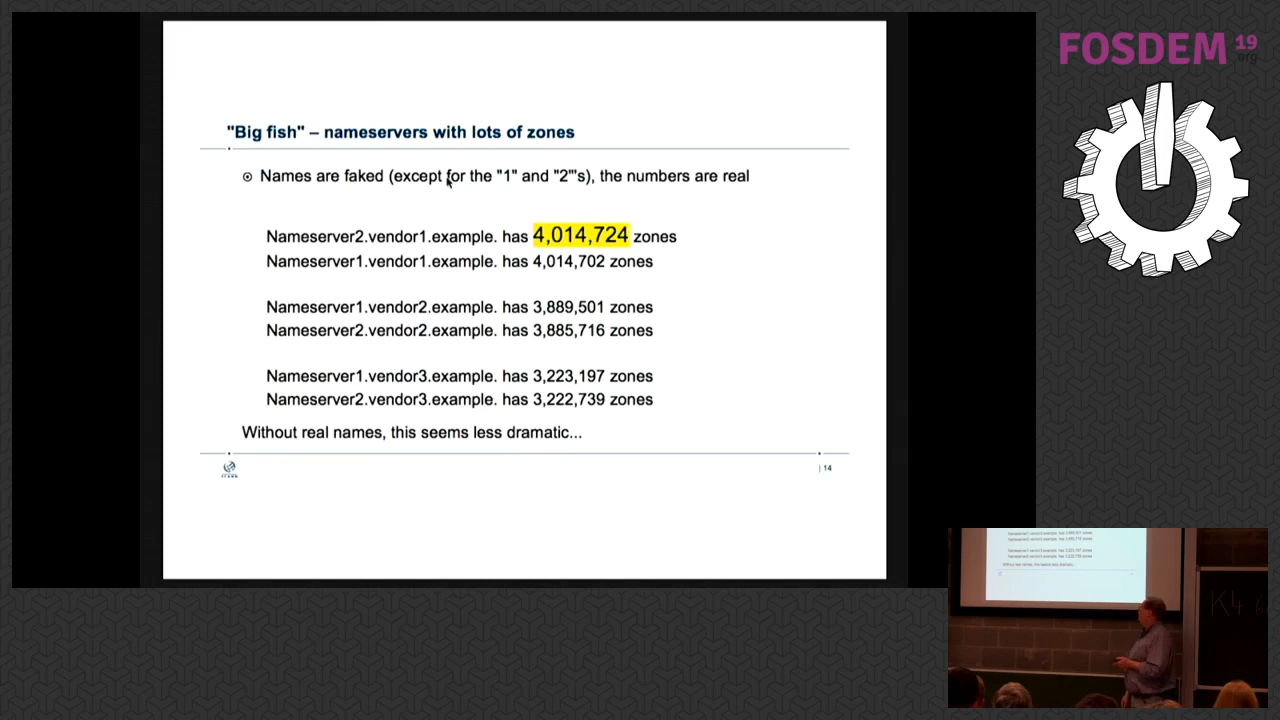 FOSDEM 19
.org
"Big fish" – nameservers with lots of zones
Names are faked (except for the "1" and "2"'s), the numbers are real
Nameserver2.vendor1.example. has 4,014,724 zones
Nameserver1.vendor1.example. has 4,014,702 zones
Nameserver1.vendor2.example. has 3,889,501 zones
Nameserver2.vendor2.example. has 3,885,716 zones
Nameserver1.vendor3.example. has 3,223,197 zones
Nameserver2.vendor3.example. has 3,222,739 zones
Without real names, this seems less dramatic...
ICANN
| 14
K4